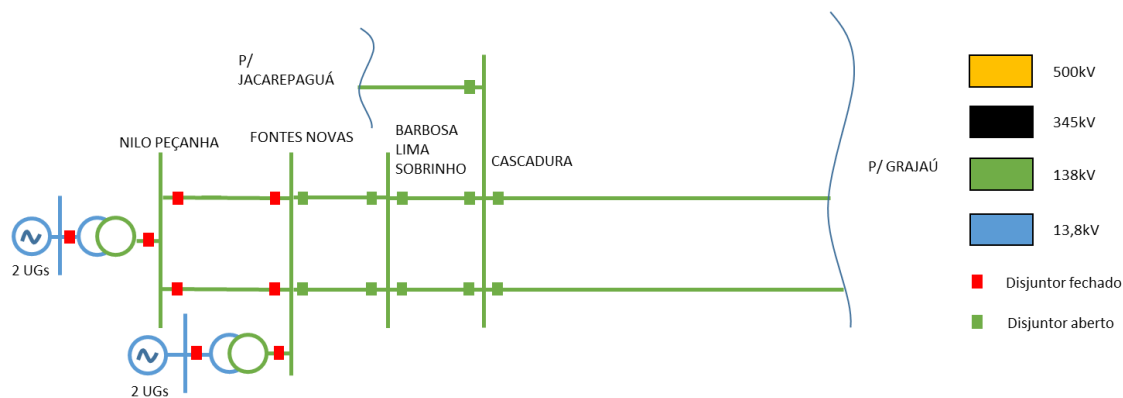 P/
JACAREPAGUÁ
NILO PEÇANHA
FONTES NOVAS
BARBOSA
LIMA
SOBRINHO
CASCADURA
P/ GRAJAÚ
2 UGs
2 UGs
500kV
345kV
138kV
13,8kV
Disjuntor fechado
Disjuntor aberto